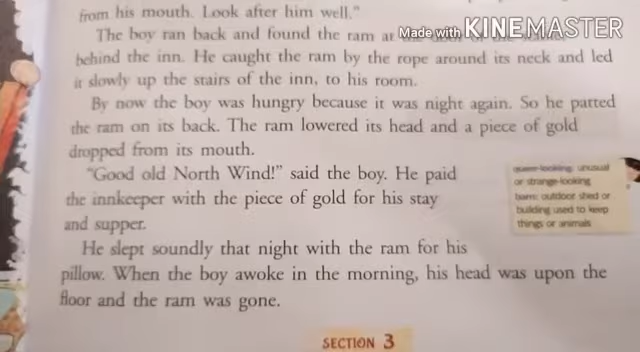 from his mouth. Look after him well."
Made with KINEMASTER
The boy ran back and found the ram at
behind the inn. He caught the ram by the rope around its neck and led
it slowly up the stairs of the inn, to his room.
By now the boy was hungry because it was night again. So he patted
the ram on its back. The ram lowered its head and a piece of gold
dropped from its mouth.
"Good old North Wind!" said the boy. He paid
the innkeeper with the piece of gold for his stay
and supper.
queer-looking: unusual
or strange-looking
barn: outdoor shed or
building used to keep
things or animals
He slept soundly that night with the ram for his
pillow. When the boy awoke in the morning, his head was upon the
floor and the ram was gone.
SECTION 3